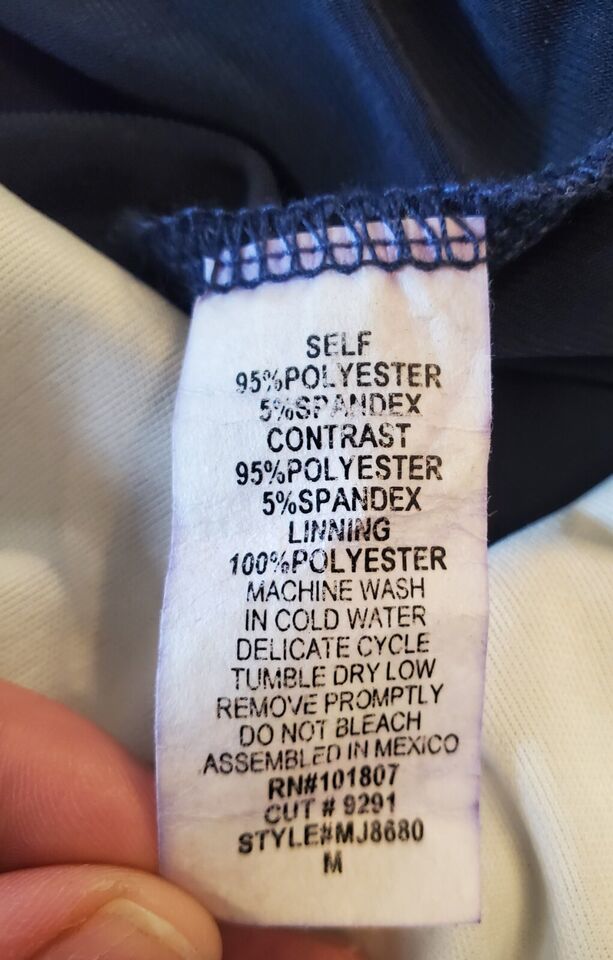 SELF
95%POLYESTER
5%SPANDEX
CONTRAST
95%POLYESTER
5%SPANDEX
LINNING
100%POLYESTER
MACHINE WASH
IN COLD WATER
DELICATE CYCLE
TUMBLE DRY LOW
REMOVE PROMPTLY
DO NOT BLEACH
ASSEMBLED IN MEXICO
RN#101807
CUT # 9291
STYLE#MJ8680
M